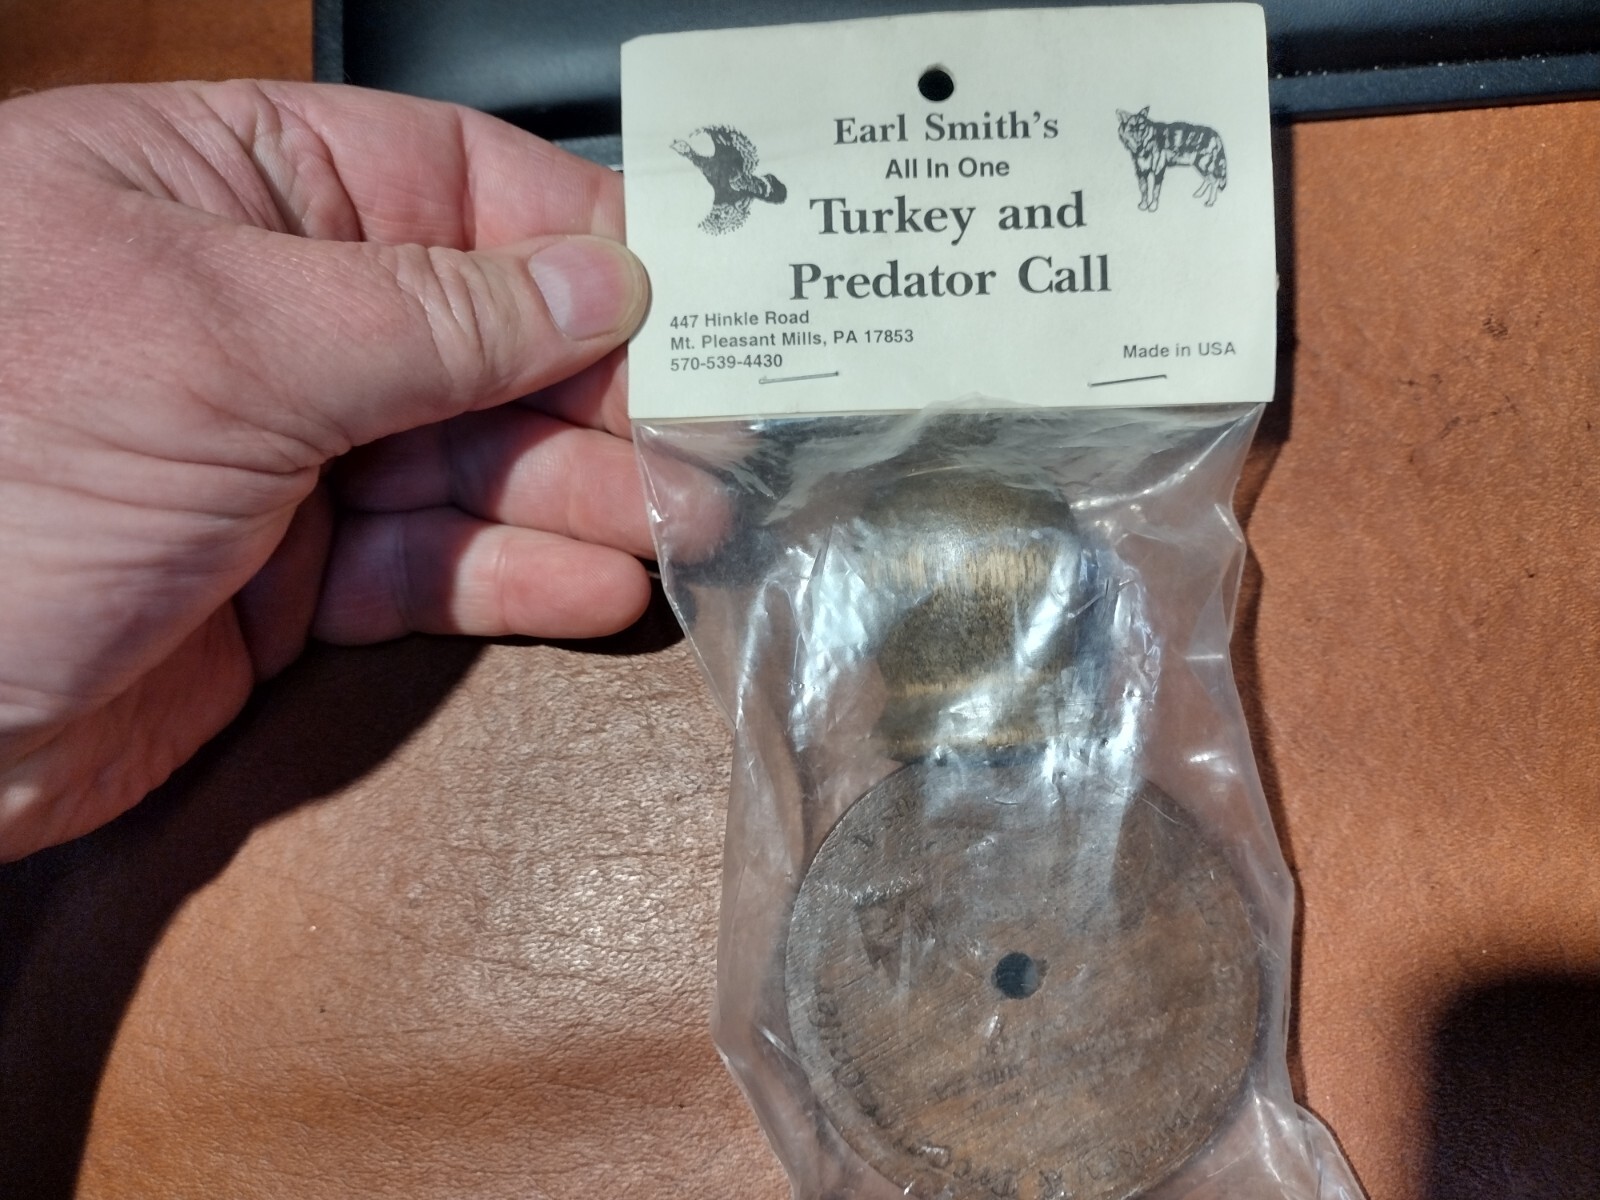 Earl Smith's
All In One
Turkey and
Predator Call
447 Hinkle Road
Mt. Pleasant Mills, PA 17853
570-539-4430
Made in USA